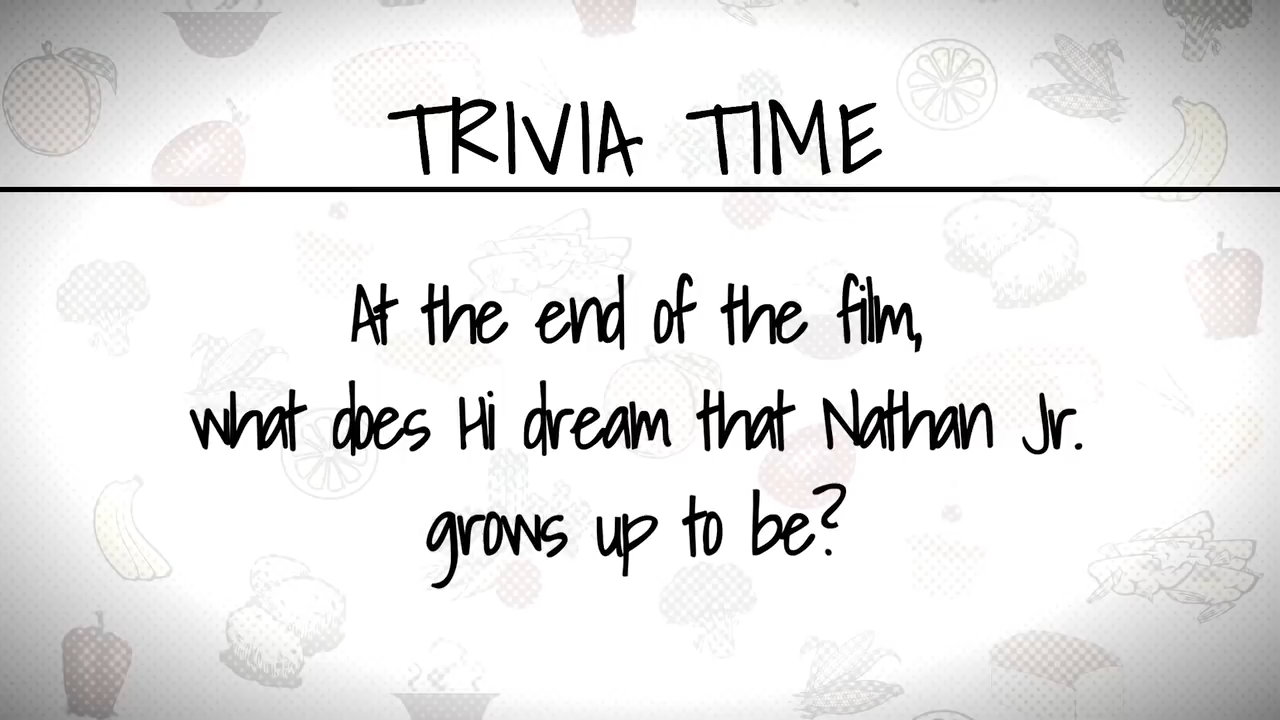 TRIVIA TIME
At the end of the film,
what does Hi dream that Nathan Jr.
grows up to be?